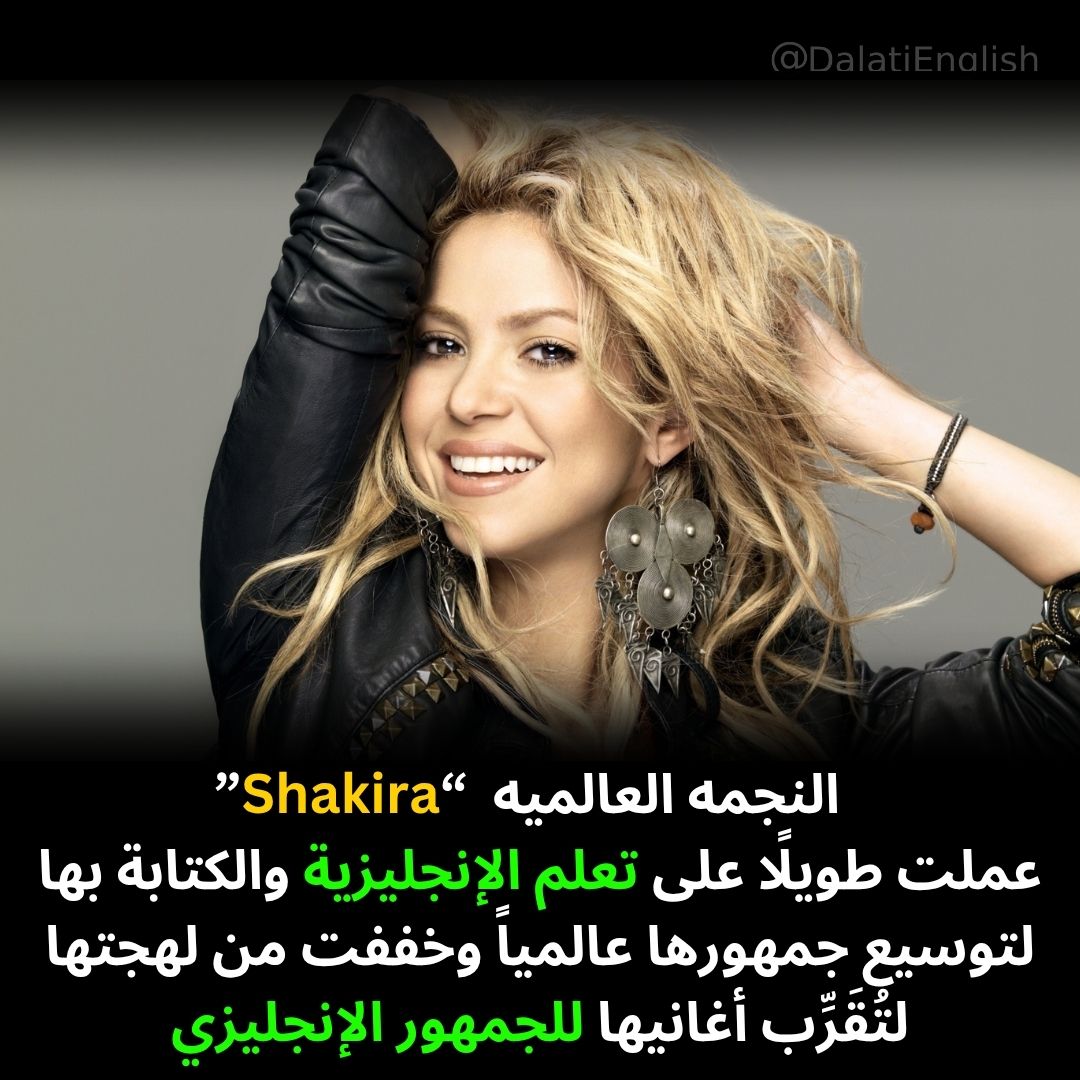 @DalatiEnglish
النجمه العالميه “Shakira”
عملت طويلًا على تعلم الإنجليزية والكتابة بها
لتوسيع جمهورها عالمياً وخففت من لهجتها
لتُقَرِّب أغانيها للجمهور الإنجليزي